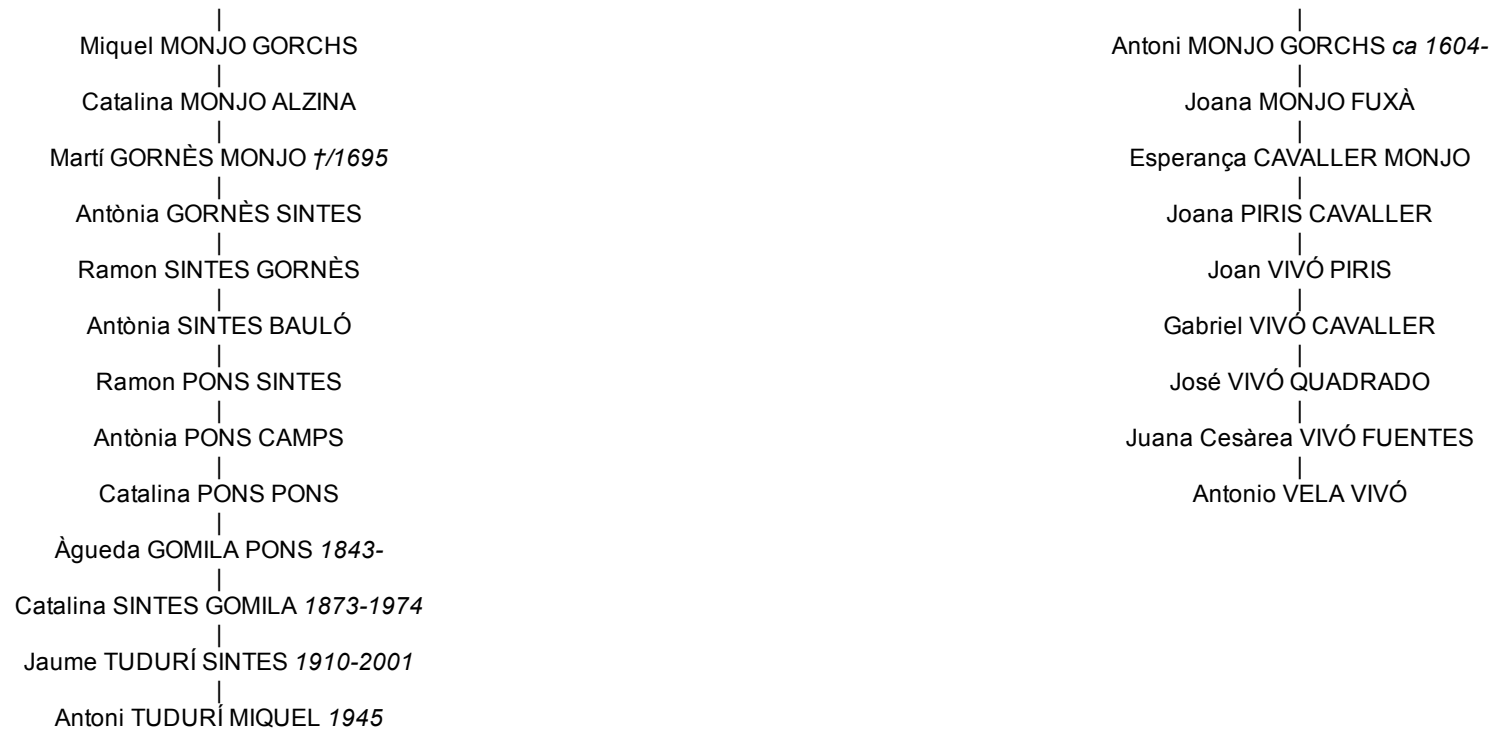 Miquel MONJO GORCHS
Catalina MONJO ALZINA
Martí GORNÈS MONJO †/1695
Antònia GORNÈS SINTES
Ramon SINTES GORNÈS
Antònia SINTES BAULÓ
Ramon PONS SINTES
Antònia PONS CAMPS
Catalina PONS PONS
Àgueda GOMILA PONS 1843-
Catalina SINTES GOMILA 1873-1974
Jaume TUDURÍ SINTES 1910-2001
Antoni TUDURÍ MIQUEL 1945
Antoni MONJO GORCHS ca 1604-
Joana MONJO FUXÀ
Esperança CAVALLER MONJO
Joana PIRIS CAVALLER
Joan VIVÓ PIRIS
Gabriel VIVÓ CAVALLER
José VIVÓ QUADRADO
Juana Cesàrea VIVÓ FUENTES
Antonio VELA VIVÓ